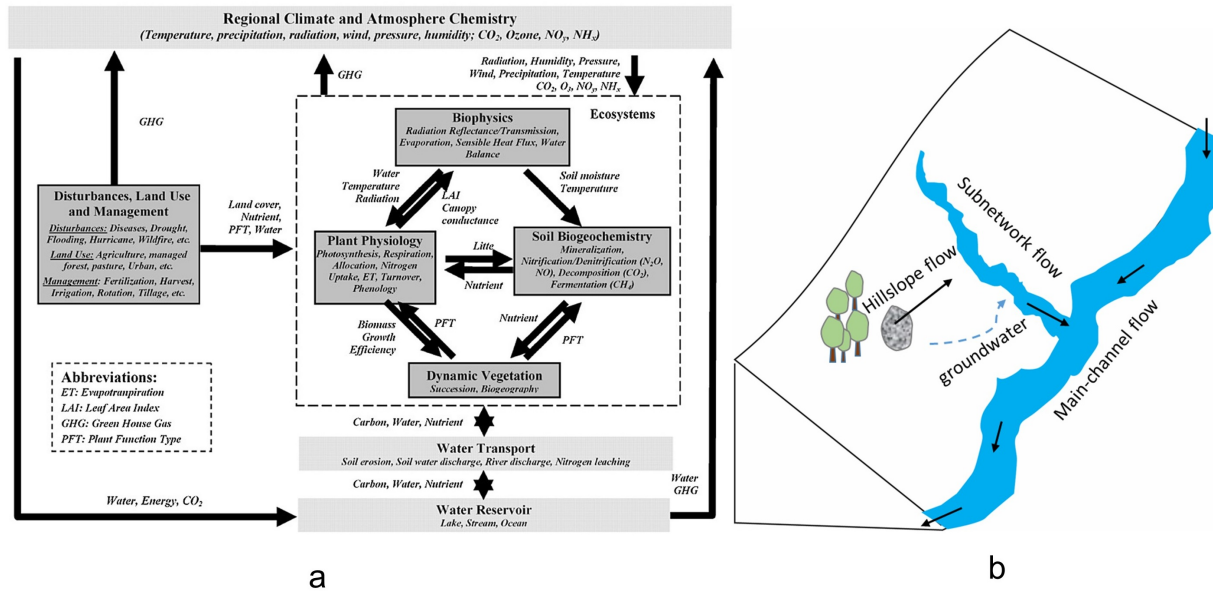 Regional Climate and Atmosphere Chemistry
(Temperature, precipitation, radiation, wind, pressure, humidity; CO2, Ozone, NOy, NHx)
GHG
GHG
Radiation, Humidity, Pressure,
Wind, Precipitation, Temperature
CO2, O3, NOy, NHx
Ecosystems
Biophysics
Radiation Reflectance/Transmission,
Evaporation, Sensible Heat Flux, Water
Balance
Water
Temperature
Radiation
LAI
Canopy
conductance
Soil moisture
Temperature
Disturbances, Land Use
and Management
Disturbances: Diseases, Drought,
Flooding, Hurricane, Wildfire, etc.
Land Use: Agriculture, managed
forest, pasture, Urban, etc.
Management: Fertilization, Harvest,
Irrigation, Rotation, Tillage, etc.
Land cover,
Nutrient,
PFT, Water
Plant Physiology
Photosynthesis, Respiration,
Allocation, Nitrogen
Uptake, ET, Turnover,
Phenology
Litte
Nutrient
Soil Biogeochemistry
Mineralization,
Nitrification/Denitrification (N2O,
NO), Decomposition (CO2),
Fermentation (CH4)
Biomass
Growth
Efficiency
PFT
Nutrient
PFT
Dynamic Vegetation
Succession, Biogeography
Abbreviations:
ET: Evapotranpiration
LAI: Leaf Area Index
GHG: Green House Gas
PFT: Plant Function Type
Carbon, Water, Nutrient
Water Transport
Soil erosion, Soil water discharge, River discharge, Nitrogen leaching
Carbon, Water, Nutrient
Water
GHG
Water, Energy, CO2
Water Reservoir
Lake, Stream, Ocean
a
Subnetwork flow
Hillslope flow
groundwater
Main-channel flow
b